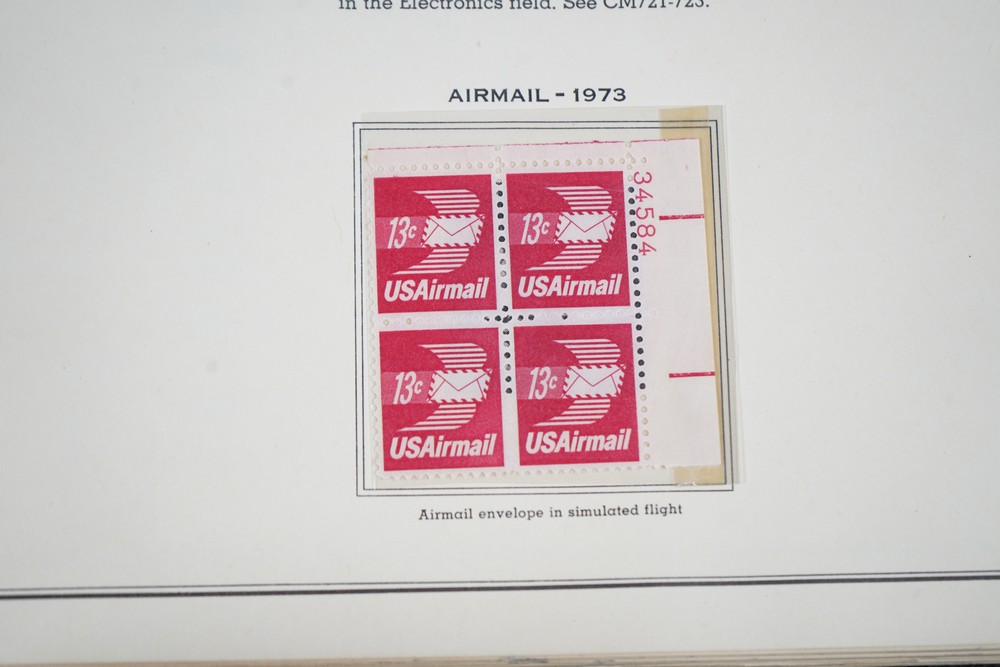 in the Electronics field. See CM721-723.
AIRMAIL - 1973
34584
13c
USAirmail
13c
USAirmail
13c
USAirmail
13c
USAirmail
Airmail envelope in simulated flight